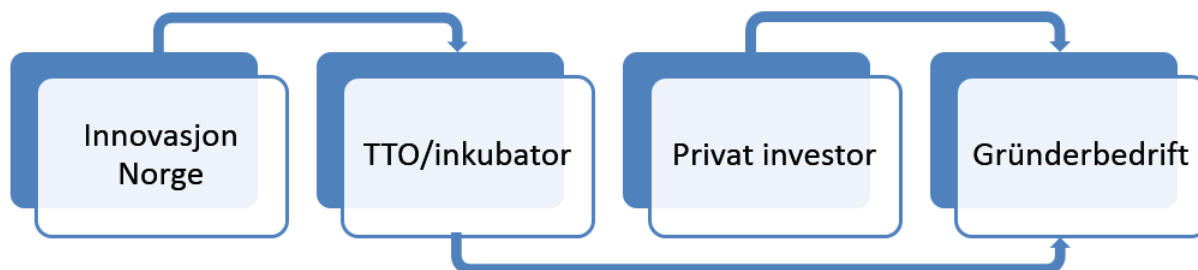 Innovasjon
Norge
TTO/inkubator
Privat investor
Gründerbedrift